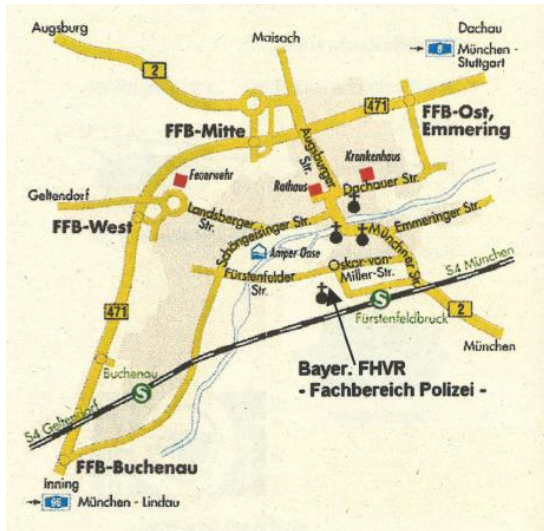 Augsburg
Maisach
Dachau
8
München -
Stuttgart
2
471
FFB-Ost,
Emmering
FFB-Mitte
Augsburger
Str.
Krankenhaus
Feuerwehr
Rathaus
Dachauer Str.
Geltendorf
Landsberger
Str.
FFB-West
Schöngeisinger Str.
Emmeringer Str.
Münchner Str.
Amper Oase
Oskar-von-
Miller-Str.
Fürstenfelder
Str.
S4 München
471
S
Fürstenfeldbruck
2
München
Buchenau
S
Bayer. FHVR
- Fachbereich Polizei -
S4 Geltendorf
FFB-Buchenau
Inning
96
München - Lindau